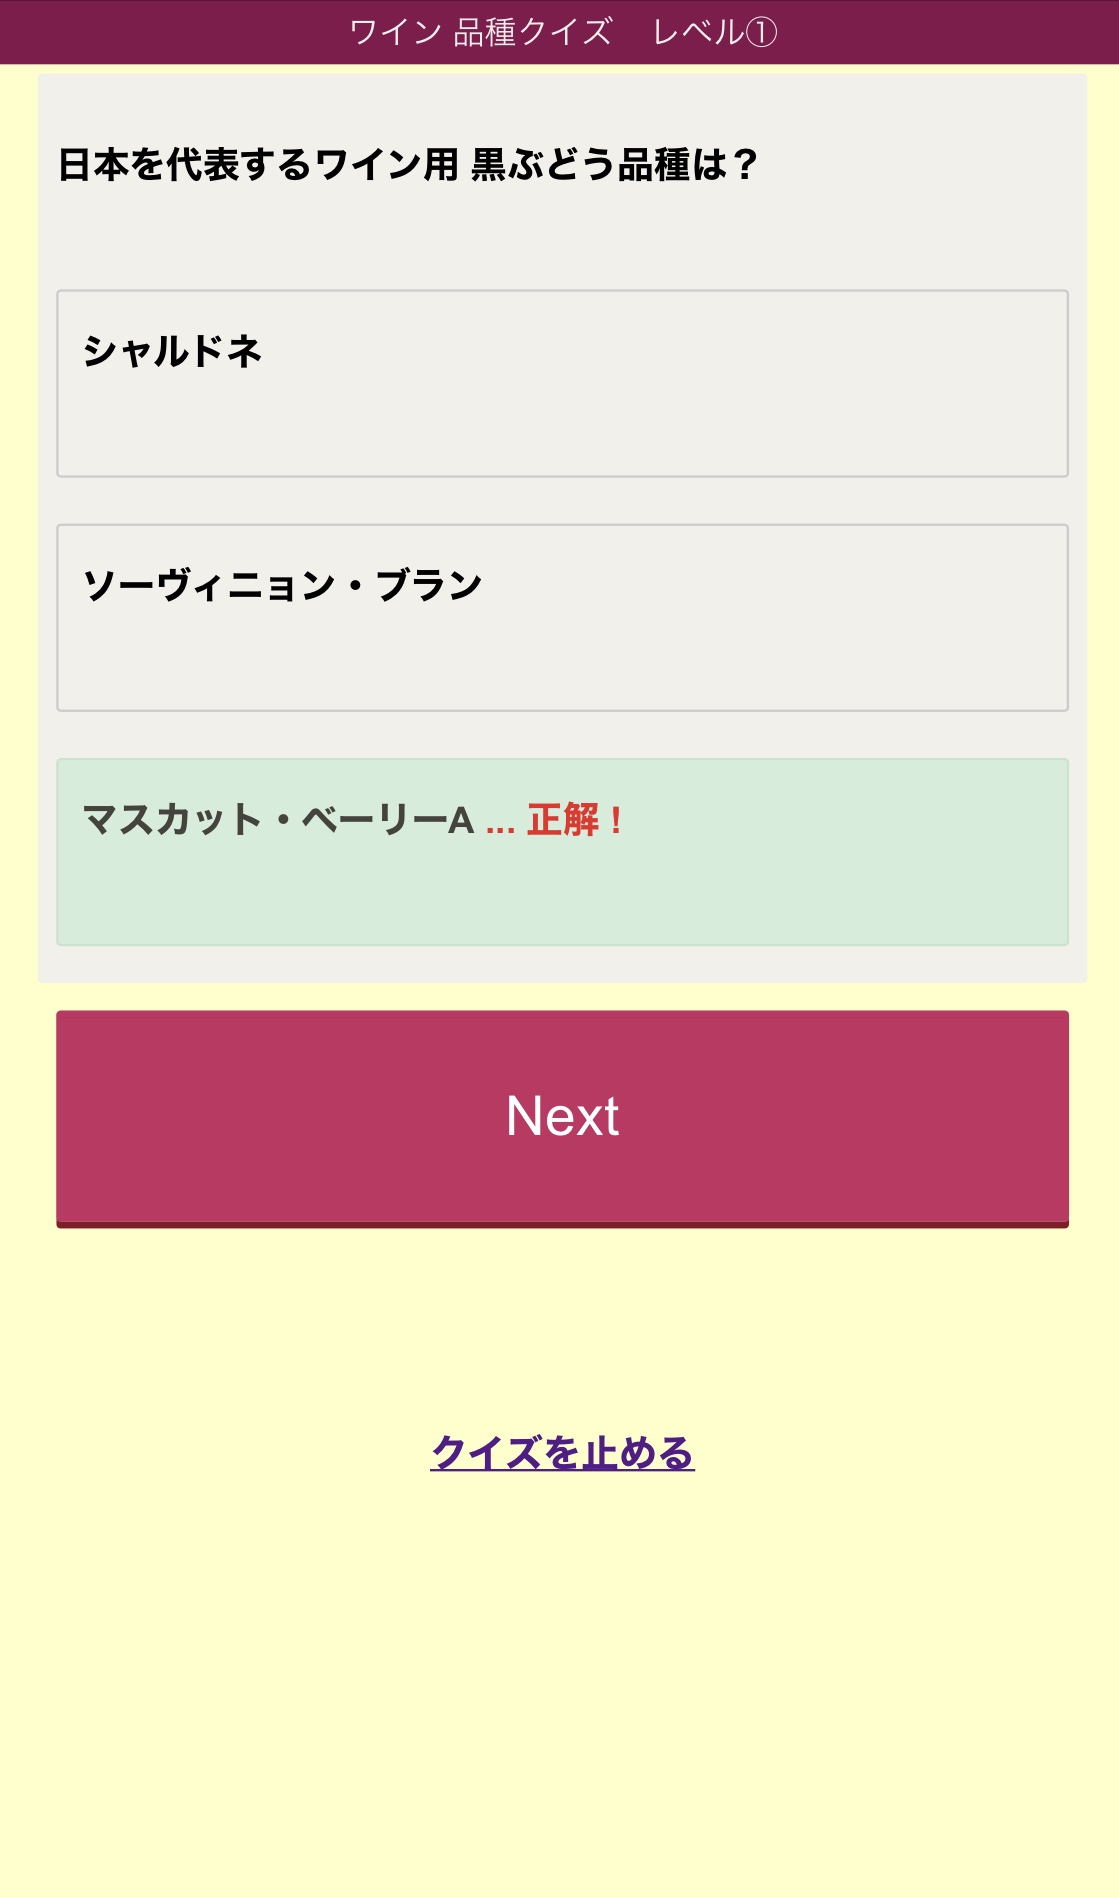 ワイン 品種クイズ　レベル①
日本を代表するワイン用 黒ぶどう品種は？
シャルドネ
ソーヴィニョン・ブラン
マスカット・ベーリーA ... 正解！
Next
クイズを止める